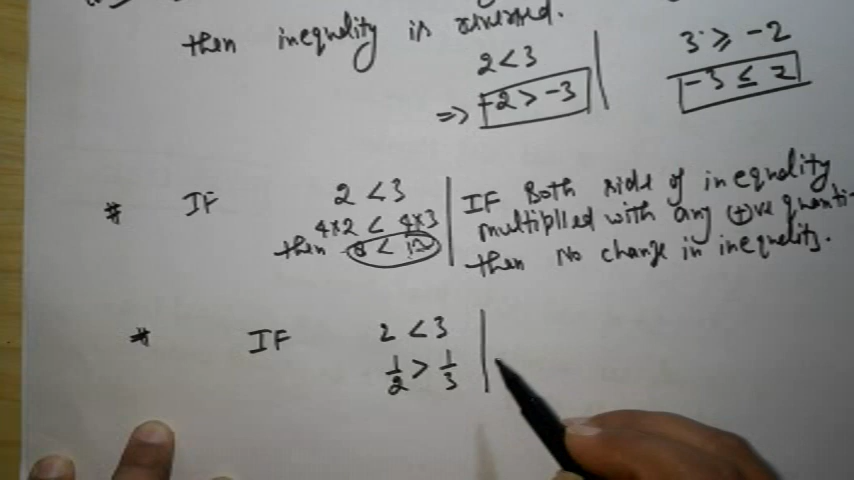 then inequality is reversed.
2 < 3
=> -2 > -3
3 ≥ -2
-3 ≤ 2
* IF 2 < 3
4×2 < 4×3
then 8 < 12
IF Both side of inequality
multiplied with any (+)ve quanti-
then No change in inequality.
* IF 2 < 3
1/2 > 1/3